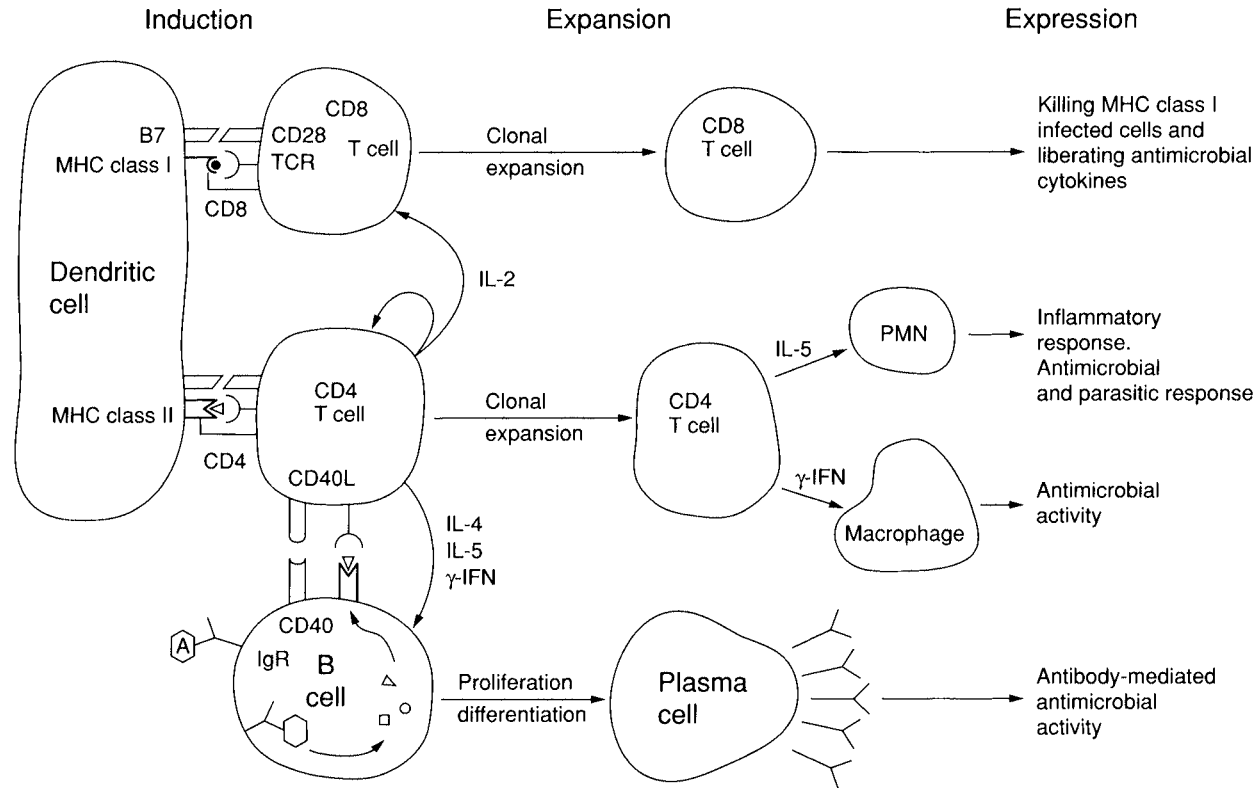 Induction
Expansion
Expression
CD8
T cell
B7
CD28
MHC class I
TCR
CD8
Clonal
expansion
CD8
T cell
Killing MHC class I
infected cells and
liberating antimicrobial
cytokines
Dendritic
cell
IL-2
CD4
T cell
MHC class II
CD4
CD40L
Clonal
expansion
CD4
T cell
IL-5
PMN
Inflammatory
response.
Antimicrobial
and parasitic response
γ-IFN
Macrophage
Antimicrobial
activity
IL-4
IL-5
γ-IFN
A
CD40
IgR
B
cell
Proliferation
differentiation
Plasma
cell
Antibody-mediated
antimicrobial
activity